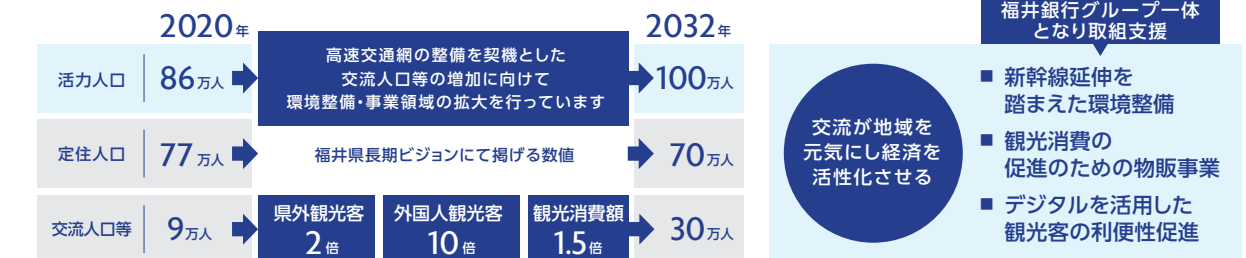 2020年
2032年
活力人口
86万人
高速交通網の整備を契機とした
交流人口等の増加に向けて
環境整備・事業領域の拡大を行っています
100万人
定住人口
77万人
福井県長期ビジョンにて掲げる数値
70万人
交流人口等
9万人
県外観光客
2倍
外国人観光客
10倍
観光消費額
1.5倍
30万人
交流が地域を
元気にし経済を
活性化させる
福井銀行グループ一体
となり取組支援
■ 新幹線延伸を
踏まえた環境整備
■ 観光消費の
促進のための物販事業
■ デジタルを活用した
観光客の利便性促進